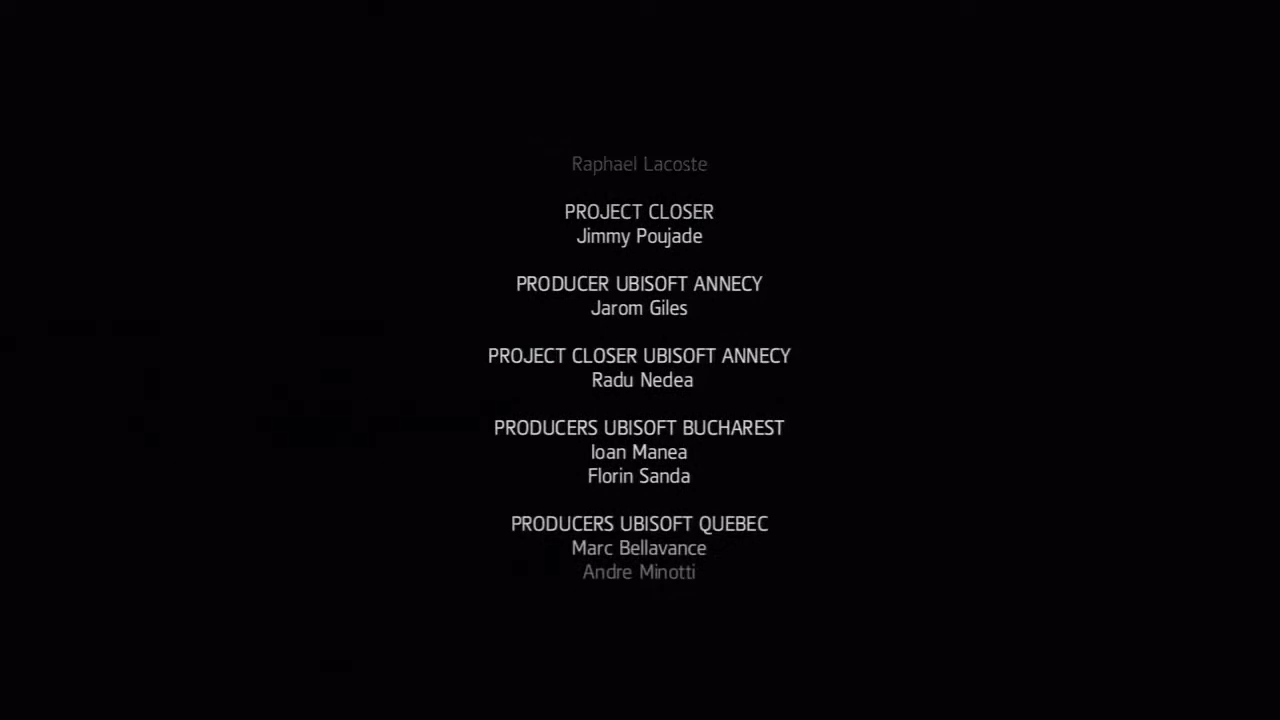 Raphael Lacoste
PROJECT CLOSER
Jimmy Poujade
PRODUCER UBISOFT ANNECY
Jarom Giles
PROJECT CLOSER UBISOFT ANNECY
Radu Nedea
PRODUCERS UBISOFT BUCHAREST
Ioan Manea
Florin Sanda
PRODUCERS UBISOFT QUEBEC
Marc Bellavance
Andre Minotti